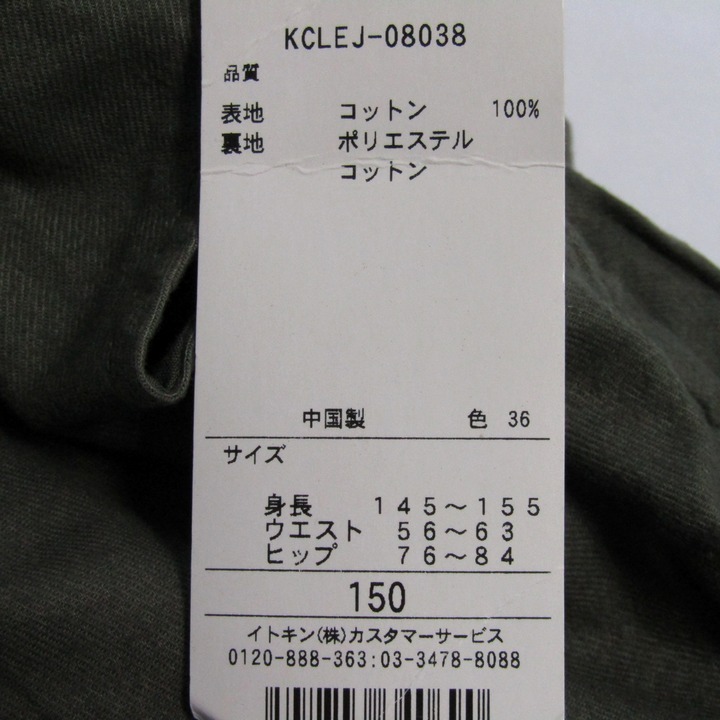 KCLEJ-08038
品質
表地 コットン 100%
裏地 ポリエステル
コットン
中国製 色 36
サイズ
身長 145～155
ウエスト 56～63
ヒップ 76～84
150
イトキン(株)カスタマーサービス
0120-888-363:03-3478-8088